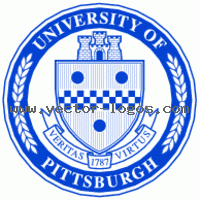 UNIVERSITY OF
www.vector-logos.com
VERITAS 1787 VIRTUS
PITTSBURGH